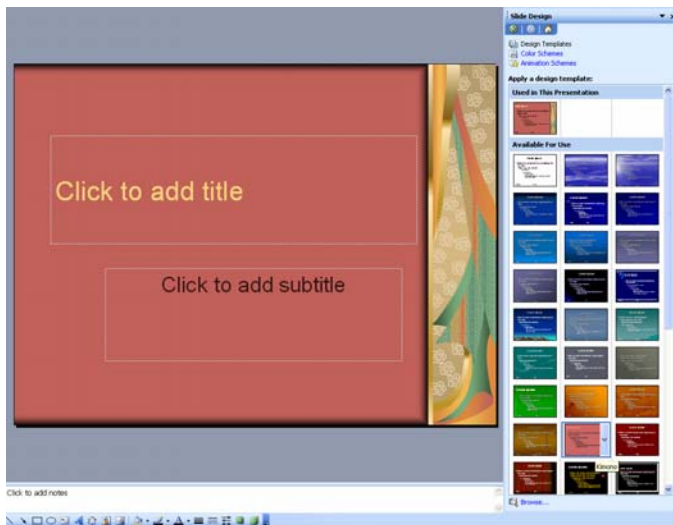 Slide Design
Design Templates
Color Schemes
Animation Schemes
Apply a design template:
Used in This Presentation
Available For Use
Kimono
Browse...
Click to add title
Click to add subtitle
Click to add notes